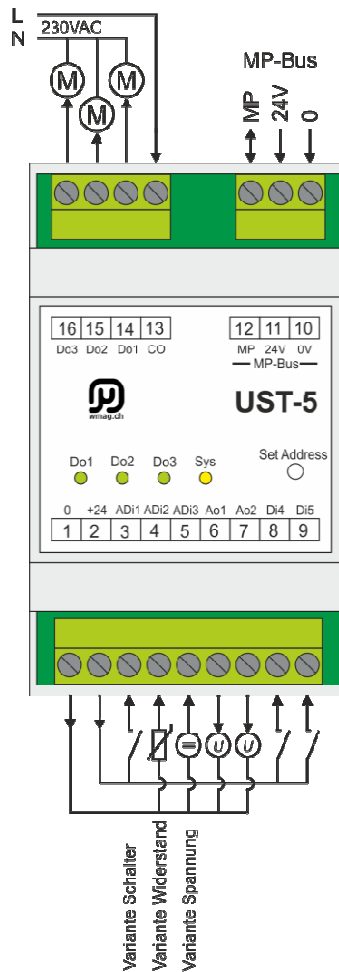 L
N
230VAC
M
M
M
MP-Bus
MP
24V
0
16 15 14 13
Do3 Do2 Do1 CO
12 11 10
MP 24V 0V
MP-Bus
wmag.ch
UST-5
Do1 Do2 Do3 Sys
Set Address
0 +24 ADi1 ADi2 ADi3 Ao1 Ao2 Di4 Di5
1 2 3 4 5 6 7 8 9
U U
Variante Schalter
Variante Widerstand
Variante Spannung